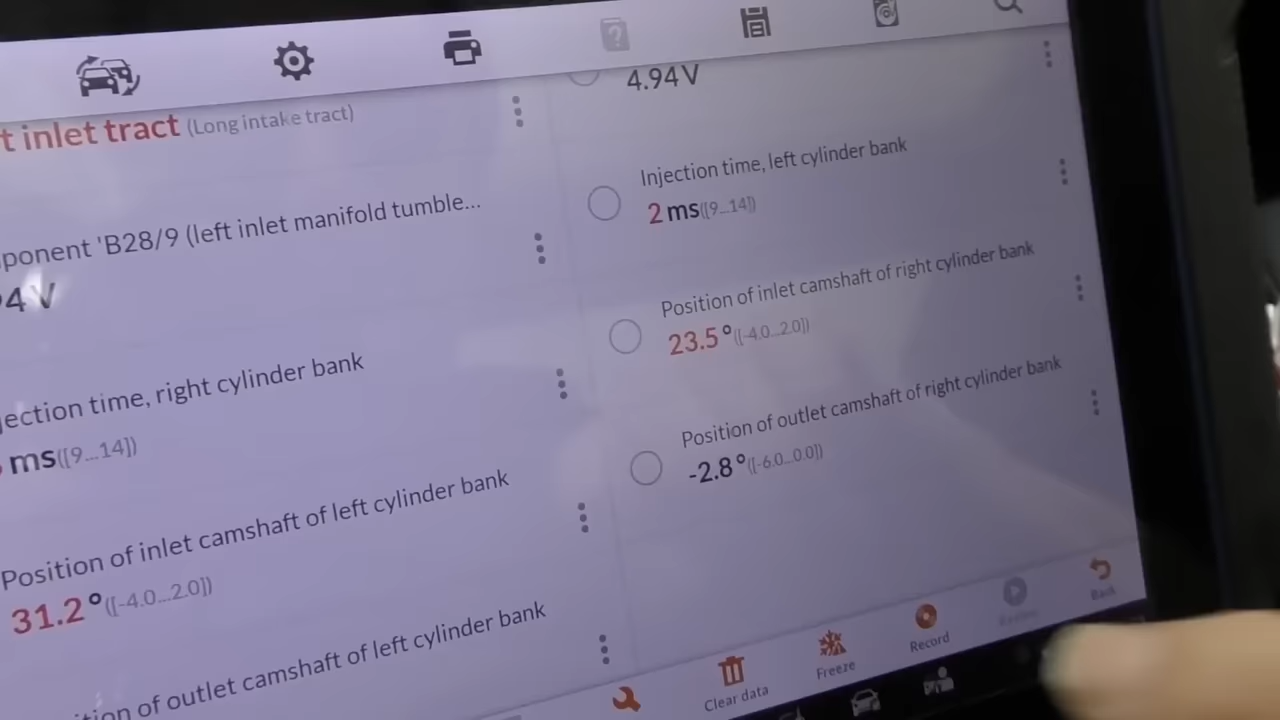 t inlet tract (Long intake tract)
ponent 'B28/9 (left inlet manifold tumble...
4 V
jection time, right cylinder bank
ms([9...14])
Position of inlet camshaft of left cylinder bank
31.2°([-4.0...2.0])
tion of outlet camshaft of left cylinder bank
4.94 V
Injection time, left cylinder bank
2 ms([9...14])
Position of inlet camshaft of right cylinder bank
23.5°([-4.0...2.0])
Position of outlet camshaft of right cylinder bank
-2.8°([-6.0...0.0])
Clear data
Freeze
Record
Back